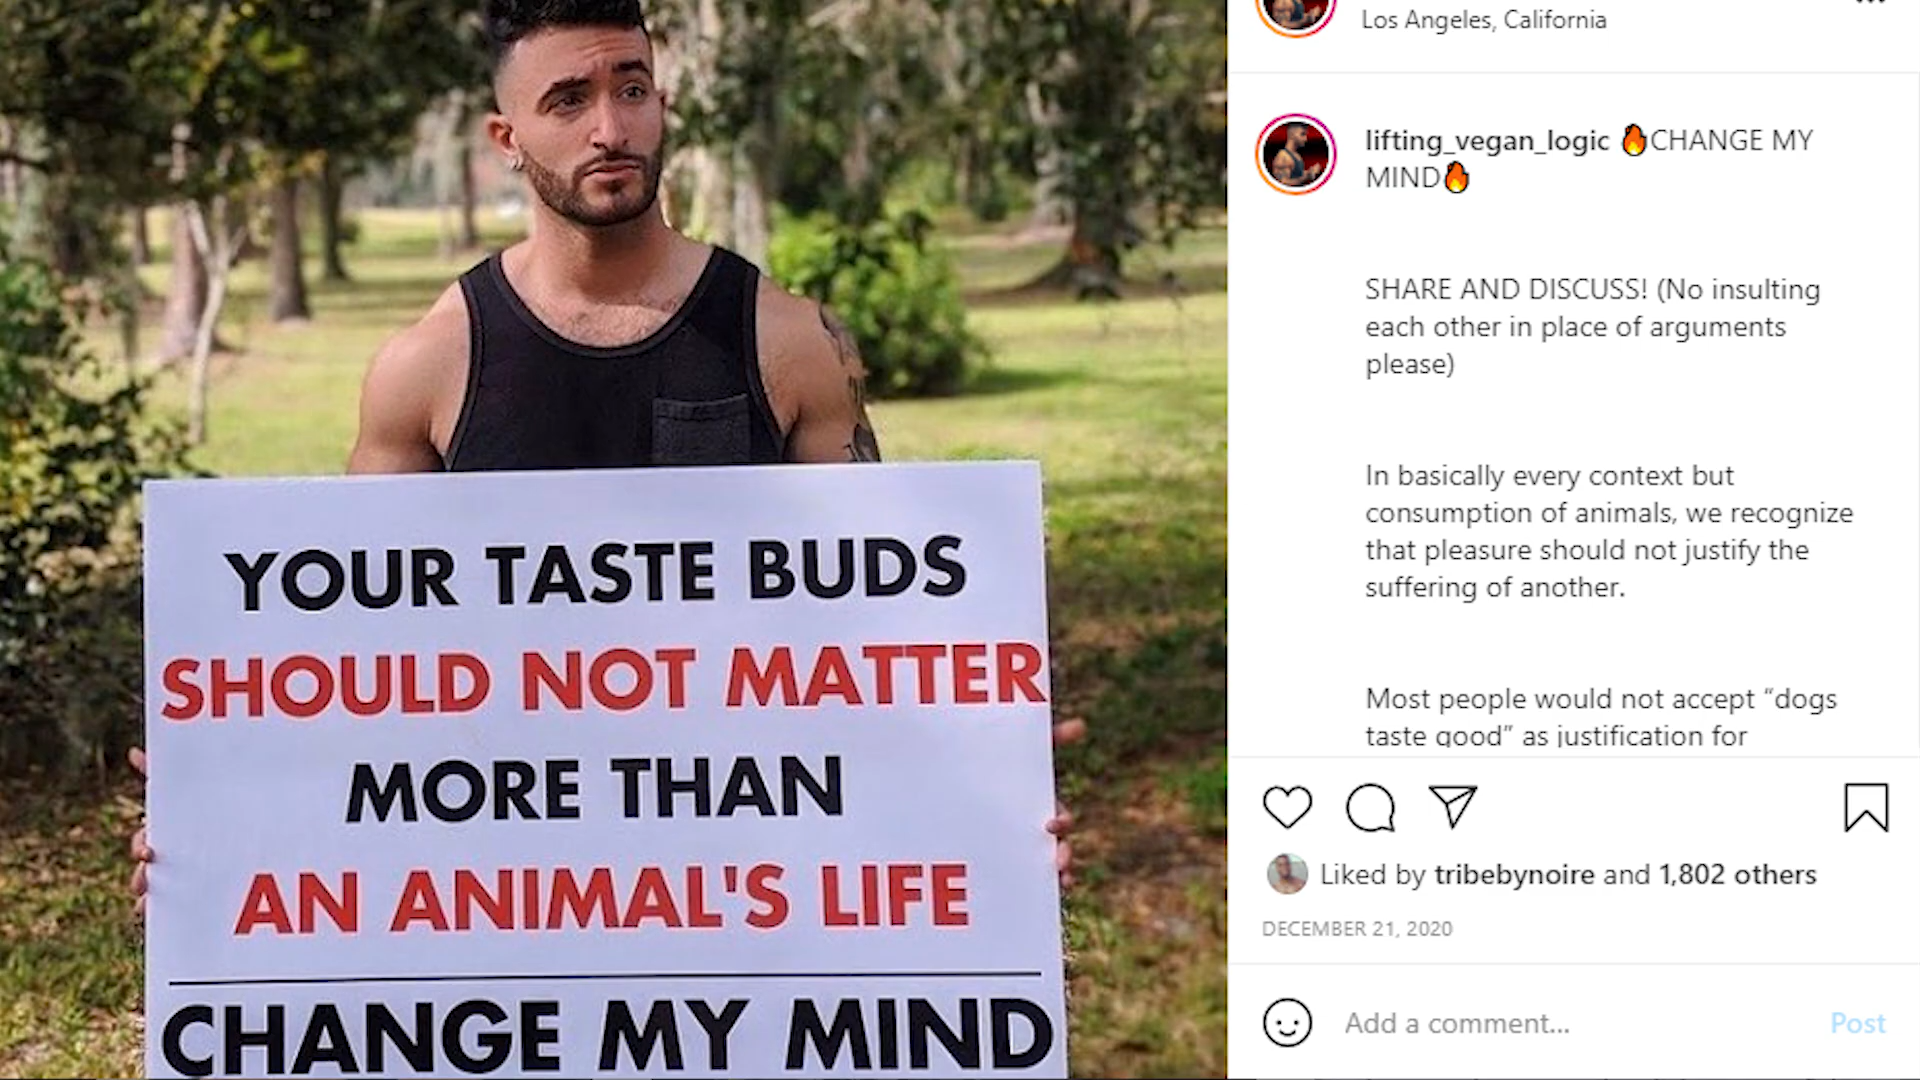 YOUR TASTE BUDS
SHOULD NOT MATTER
MORE THAN
AN ANIMAL'S LIFE
CHANGE MY MIND
Los Angeles, California
lifting_vegan_logic 🔥CHANGE MY
MIND🔥
SHARE AND DISCUSS! (No insulting
each other in place of arguments
please)
In basically every context but
consumption of animals, we recognize
that pleasure should not justify the
suffering of another.
Most people would not accept “dogs
taste good” as justification for
Liked by tribebynoire and 1,802 others
DECEMBER 21, 2020
Add a comment...
Post